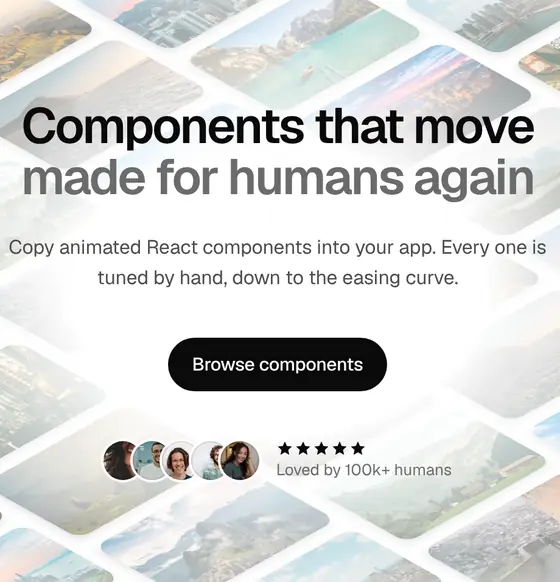 Components that move
made for humans again
Copy animated React components into your app. Every one is
tuned by hand, down to the easing curve.
Browse components
Loved by 100k+ humans